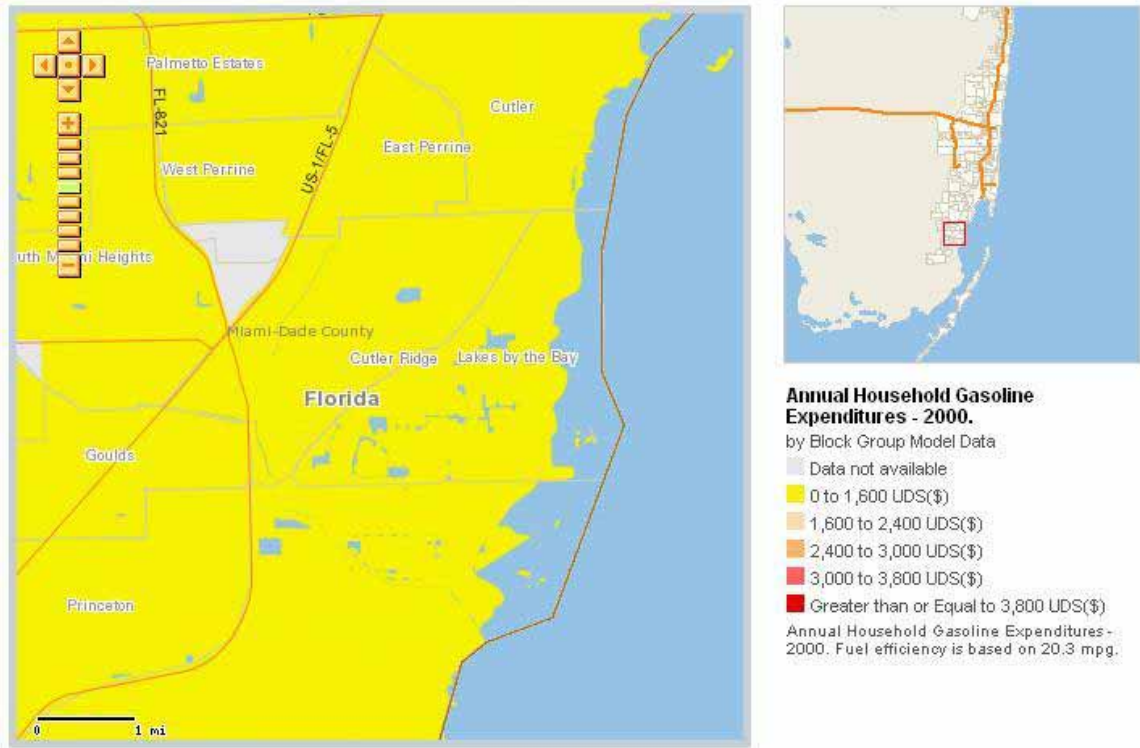 Palmetto Estates
Cutler
FL-821
US-1/FL-5
East Perrine
West Perrine
uth M ni Heights
Miami-Dade County
Cutler Ridge
Lakes by the Bay
Florida
Goulds
Princeton
0
1 mi
Annual Household Gasoline
Expenditures - 2000.
by Block Group Model Data
Data not available
0 to 1,600 UDS($)
1,600 to 2,400 UDS($)
2,400 to 3,000 UDS($)
3,000 to 3,800 UDS($)
Greater than or Equal to 3,800 UDS($)
Annual Household Gasoline Expenditures -
2000. Fuel efficiency is based on 20.3 mpg.